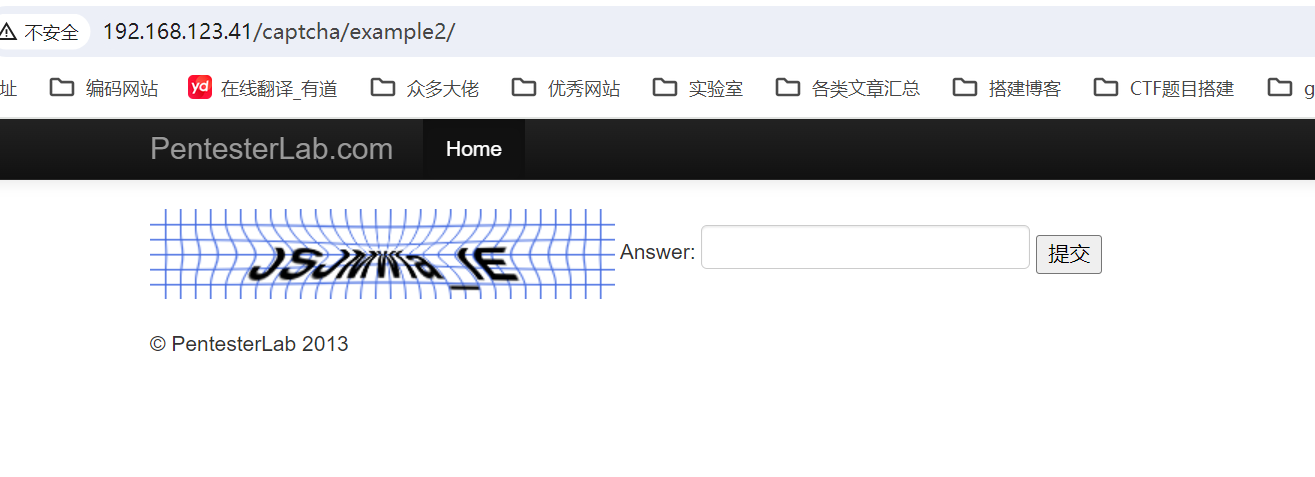 不安全 192.168.123.41/captcha/example2/
址 编码网站 yd 在线翻译_有道 众多大佬 优秀网站 实验室 各类文章汇总 搭建博客 CTF题目搭建 g
PentesterLab.com Home
Answer: 提交
© PentesterLab 2013